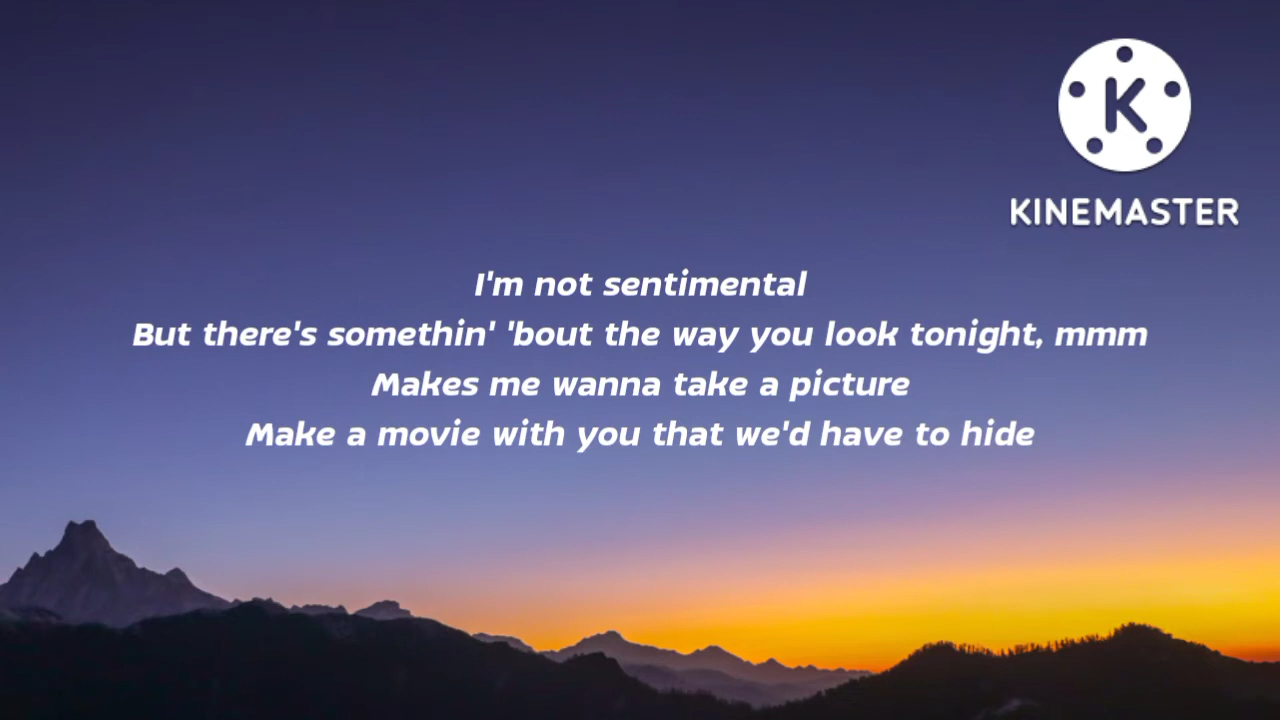 K
KINEMASTER
I'm not sentimental
But there's somethin' 'bout the way you look tonight, mmm
Makes me wanna take a picture
Make a movie with you that we'd have to hide